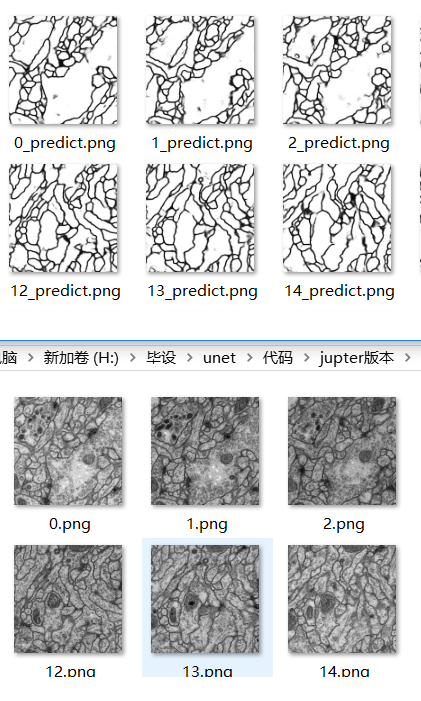 0_predict.png 1_predict.png 2_predict.png
12_predict.png 13_predict.png 14_predict.png
脑 > 新加卷 (H:) > 毕设 > unet > 代码 > jupter版本 >
0.png 1.png 2.png
12.png 13.png 14.png